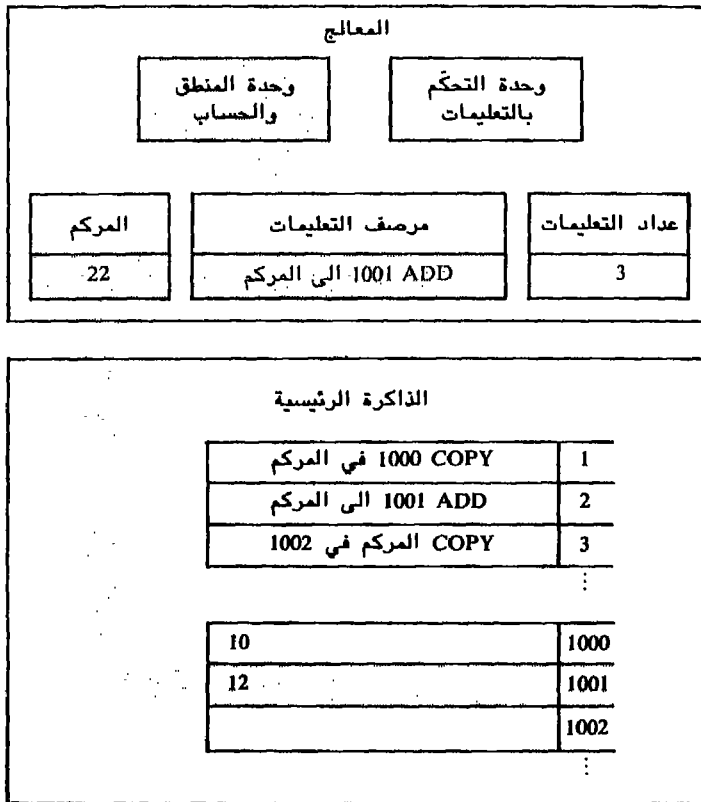 المعالج
وحدة التحكّم
بالتعليمات
وحدة المنطق
والحساب
عداد التعليمات
3
مرصف التعليمات
1001 ADD الى المركم
المركم
22
الذاكرة الرئيسية
1
1000 COPY في المركم
2
1001 ADD الى المركم
3
COPY المركم في 1002
1000
10
1001
12
1002